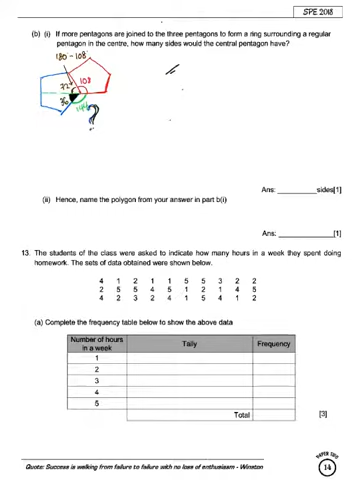 SPE 2018
(b) (i) If more pentagons are joined to the three pentagons to form a ring surrounding a regular
pentagon in the centre, how many sides would the central pentagon have?
180 - 108
108
72
36
144
?
Ans: __________sides[1]
(ii) Hence, name the polygon from your answer in part b(i)
Ans: __________[1]
13. The students of the class were asked to indicate how many hours in a week they spent doing
homework. The sets of data obtained were shown below.
4 1 2 1 1 5 5 3 2 2
2 5 5 4 5 1 2 1 4 5
4 2 3 2 4 1 5 4 1 2
(a) Complete the frequency table below to show the above data
Number of hours in a week Tally Frequency
1
2
3
4
5
Total
[3]
Quote: Success is walking from failure to failure with no loss of enthusiasm - Winston
PAPER TWO
14